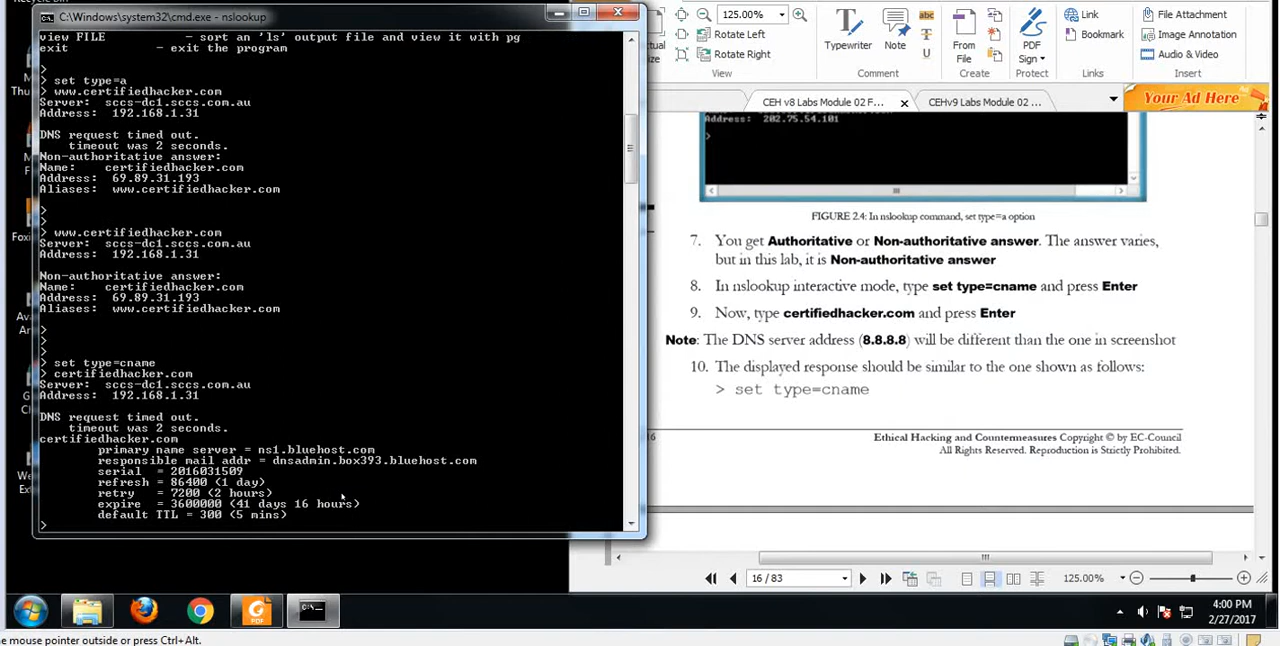 C:\Windows\system32\cmd.exe - nslookup
view FILE - sort an 'ls' output file and view it with pg
exit - exit the program
>
> set type=a
> www.certifiedhacker.com
Server: sccs-dc1.sccs.com.au
Address: 192.168.1.31
DNS request timed out.
timeout was 2 seconds.
Non-authoritative answer:
Name: certifiedhacker.com
Address: 69.89.31.193
Aliases: www.certifiedhacker.com
>
>
> www.certifiedhacker.com
Server: sccs-dc1.sccs.com.au
Address: 192.168.1.31
Non-authoritative answer:
Name: certifiedhacker.com
Address: 69.89.31.193
Aliases: www.certifiedhacker.com
>
>
>
> set type=cname
> certifiedhacker.com
Server: sccs-dc1.sccs.com.au
Address: 192.168.1.31
DNS request timed out.
timeout was 2 seconds.
certifiedhacker.com
primary name server = ns1.bluehost.com
responsible mail addr = dnsadmin.box393.bluehost.com
serial = 2016031509
refresh = 86400 (1 day)
retry = 7200 (2 hours)
expire = 3600000 (41 days 16 hours)
default TTL = 300 (5 mins)
>
125.00%
Rotate Left
Rotate Right
View
Typewriter
Note
Comment
From
File
Create
PDF
Sign
Protect
Link
Bookmark
Links
File Attachment
Image Annotation
Audio & Video
Insert
CEH v8 Labs Module 02 F...
CEHv9 Labs Module 02 ...
Your Ad Here
Address: 202.75.54.101
>
FIGURE 2.4: In nslookup command, set type=a option
7. You get Authoritative or Non-authoritative answer. The answer varies,
but in this lab, it is Non-authoritative answer
8. In nslookup interactive mode, type set type=cname and press Enter
9. Now, type certifiedhacker.com and press Enter
Note: The DNS server address (8.8.8.8) will be different than the one in screenshot
10. The displayed response should be similar to the one shown as follows:
> set type=cname
Ethical Hacking and Countermeasures Copyright © by EC-Council
All Rights Reserved. Reproduction is Strictly Prohibited.
16 / 83
125.00%
4:00 PM
2/27/2017
e mouse pointer outside or press Ctrl+Alt.